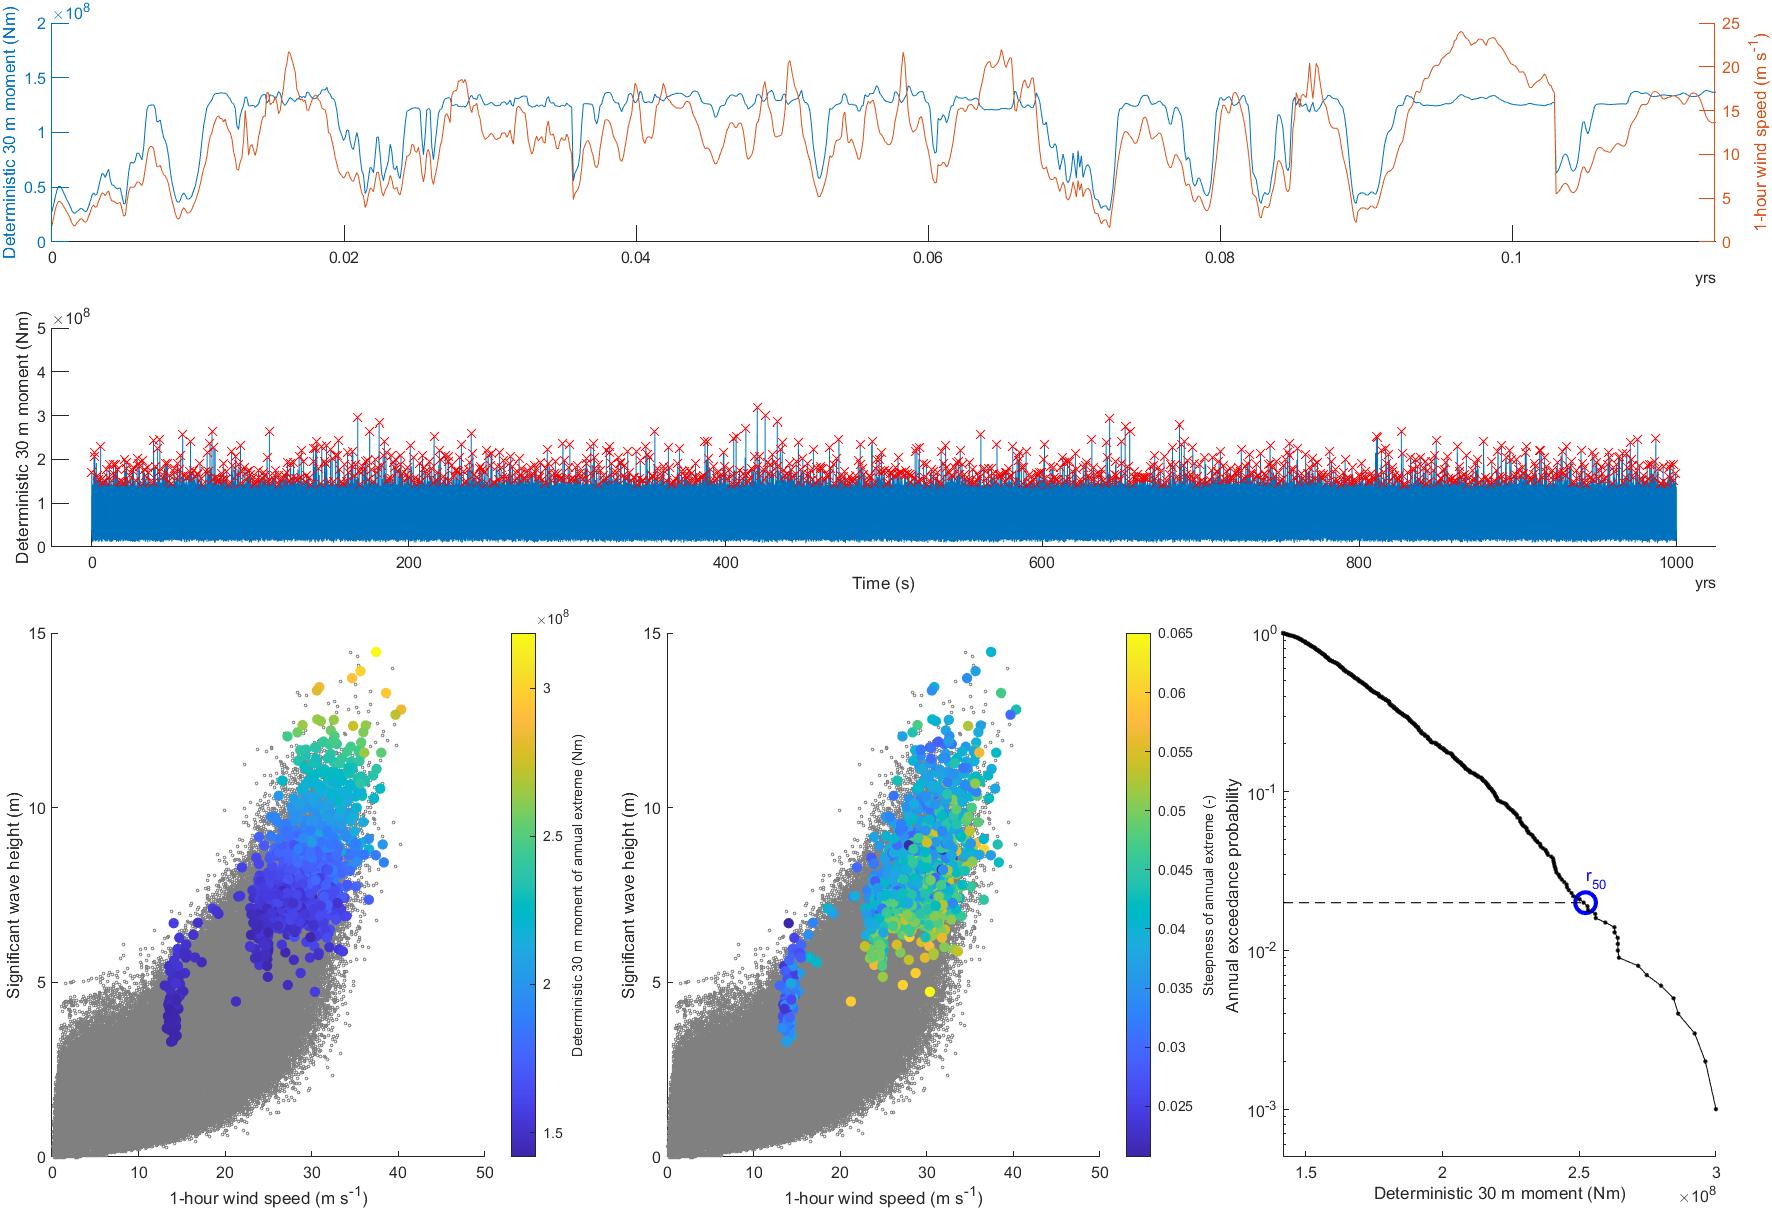 ×10^8
Deterministic 30 m moment (Nm)
2
1.5
1
0.5
0
25
20
15
10
5
0
1-hour wind speed (m s^-1)
0 0.02 0.04 0.06 0.08 0.1
yrs
×10^8
Deterministic 30 m moment (Nm)
5
4
3
2
1
0
0 200 400 600 800 1000
Time (s)
yrs
Significant wave height (m)
15
10
5
0
0 10 20 30 40 50
1-hour wind speed (m s^-1)
×10^8
3
2.5
2
1.5
Deterministic 30 m moment of annual extreme (Nm)
Significant wave height (m)
15
10
5
0
0 10 20 30 40 50
1-hour wind speed (m s^-1)
0.065
0.06
0.055
0.05
0.045
0.04
0.035
0.03
0.025
Steepness of annual extreme (-)
Annual exceedance probability
10^0
10^-1
10^-2
10^-3
r_50
1.5 2 2.5 3
Deterministic 30 m moment (Nm)
×10^8